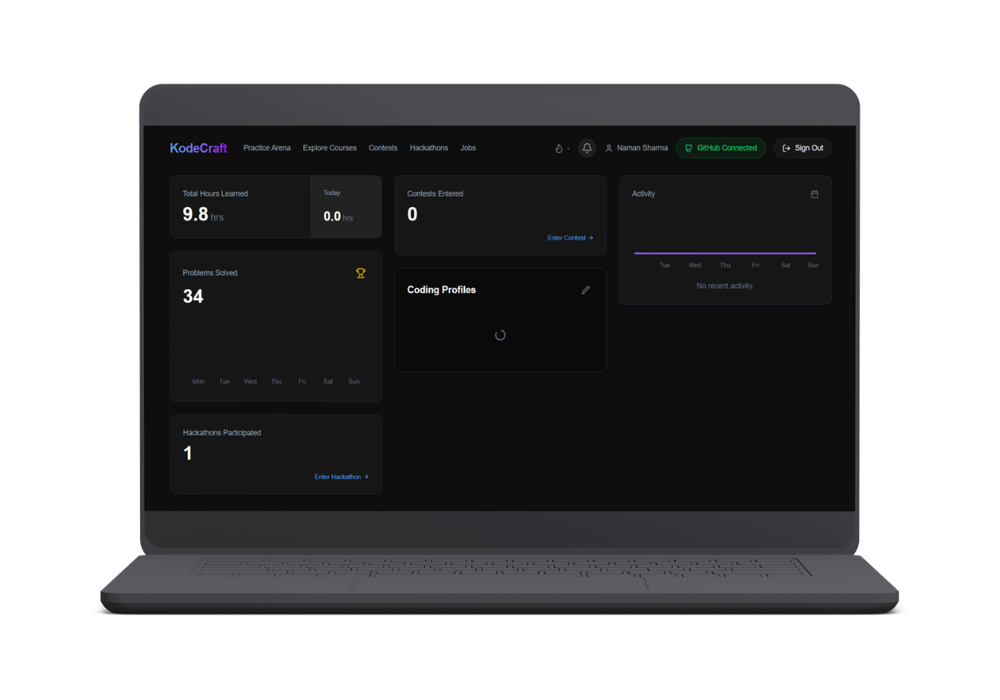 KodeCraft Practice Arena Explore Courses Contests Hackathons Jobs - Naman Sharma GitHub Connected Sign Out
Total Hours Learned
9.8 hrs
Today
0.0 hrs
Problems Solved
34
Mon Tue Wed Thu Fri Sat Sun
Hackathons Participated
1
Enter Hackathon →
Contests Entered
0
Enter Contest →
Coding Profiles
Activity
Tue Wed Thu Fri Sat Sun
No recent activity.